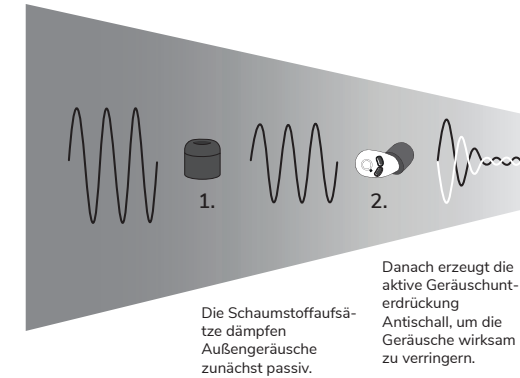 1.
2.
Die Schaumstoffaufsä-
tze dämpfen
Außengeräusche
zunächst passiv.
Danach erzeugt die
aktive Geräuschunt-
erdrückung
Antischall, um die
Geräusche wirksam
zu verringern.